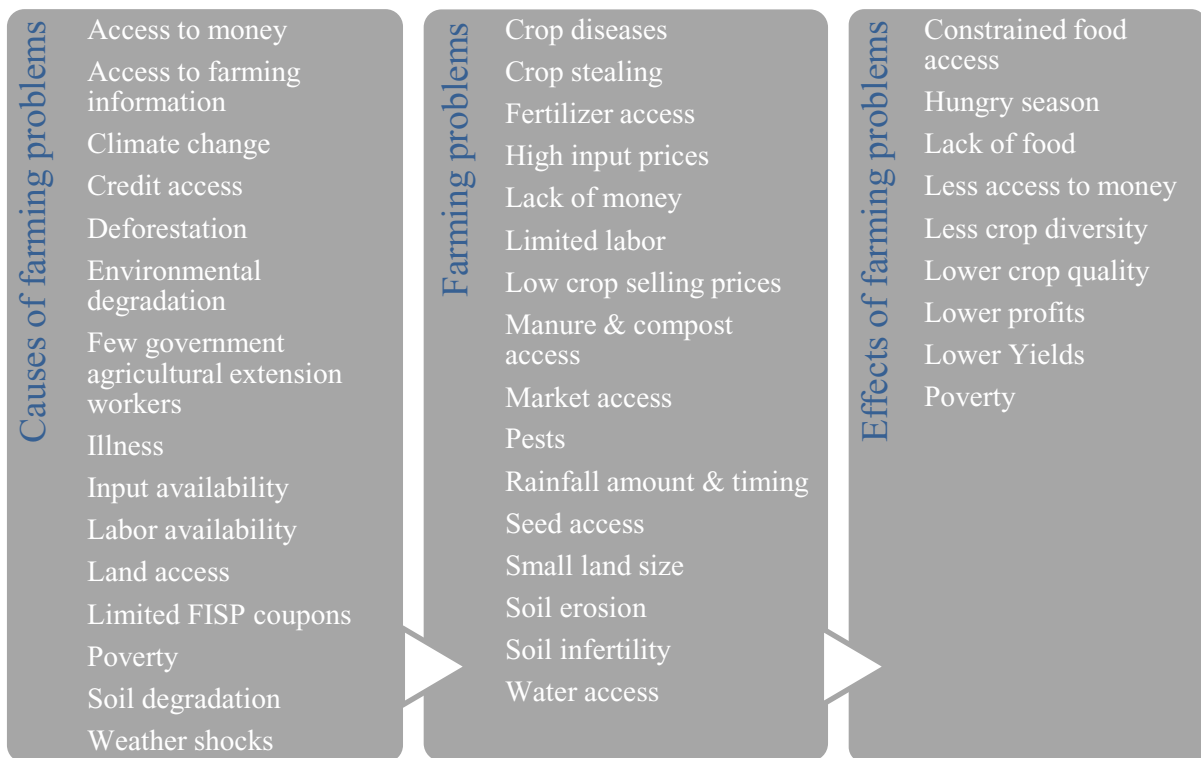 Causes of farming problems
Access to money
Access to farming
information
Climate change
Credit access
Deforestation
Environmental
degradation
Few government
agricultural extension
workers
Illness
Input availability
Labor availability
Land access
Limited FISP coupons
Poverty
Soil degradation
Weather shocks
Farming problems
Crop diseases
Crop stealing
Fertilizer access
High input prices
Lack of money
Limited labor
Low crop selling prices
Manure & compost
access
Market access
Pests
Rainfall amount & timing
Seed access
Small land size
Soil erosion
Soil infertility
Water access
Effects of farming problems
Constrained food
access
Hungry season
Lack of food
Less access to money
Less crop diversity
Lower crop quality
Lower profits
Lower Yields
Poverty